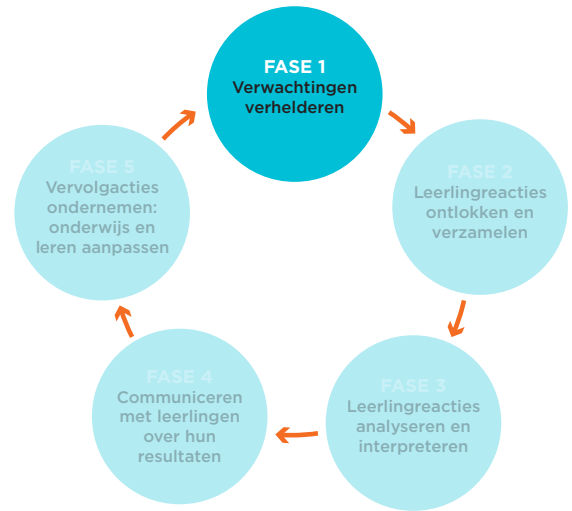 FASE 1
Verwachtingen
verhelderen
FASE 2
Leerlingreacties
ontlokken en
verzamelen
FASE 3
Leerlingreacties
analyseren en
interpreteren
FASE 4
Communiceren
met leerlingen
over hun
resultaten
FASE 5
Vervolgacties
ondernemen:
onderwijs en
leren aanpassen